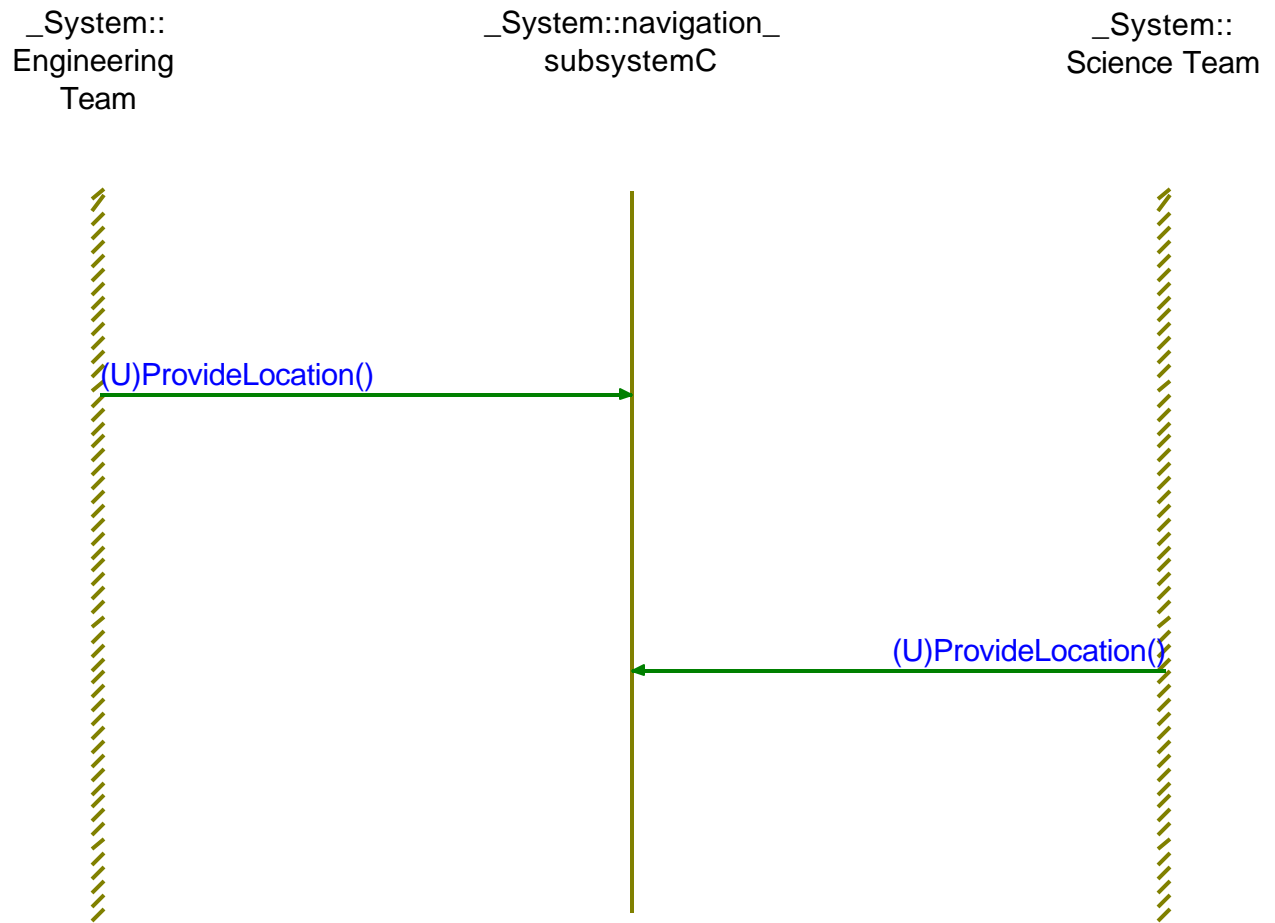 _System::
Engineering
Team
_System::navigation_
subsystemC
_System::
Science Team
(U)ProvideLocation()
(U)ProvideLocation()